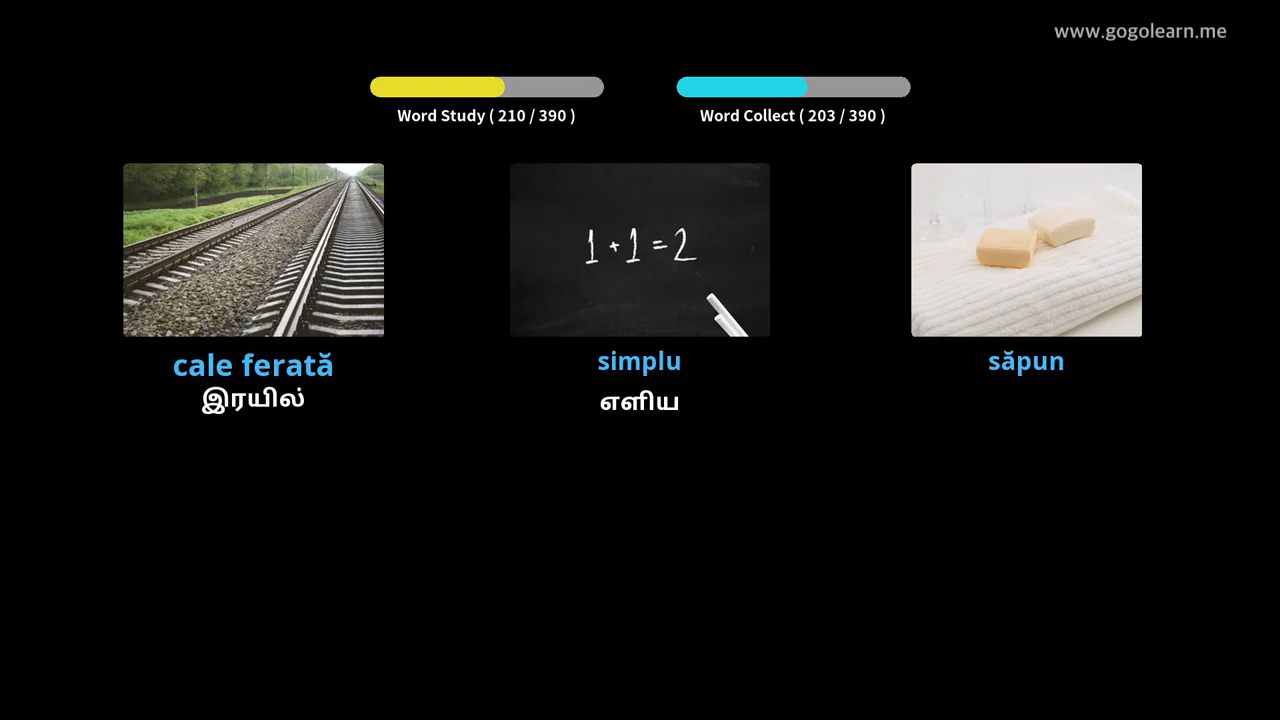 www.gogolearn.me
Word Study ( 210 / 390 )
Word Collect ( 203 / 390 )
1 + 1 = 2
cale ferată
இரயில்
simplu
எளிய
săpun